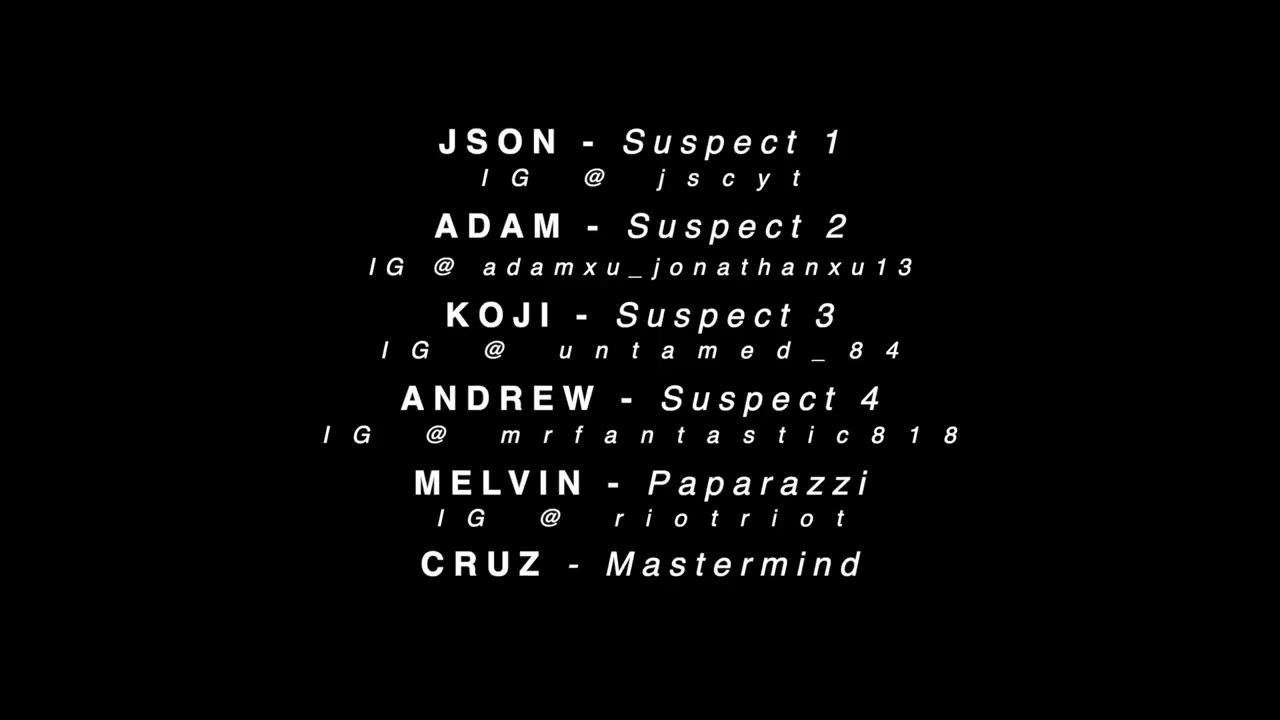 JSON - Suspect 1
IG @ jscyt
ADAM - Suspect 2
IG @ adamxu_jonathanxu13
KOJI - Suspect 3
IG @ untamed_84
ANDREW - Suspect 4
IG @ mrfantastic818
MELVIN - Paparazzi
IG @ riotriot
CRUZ - Mastermind